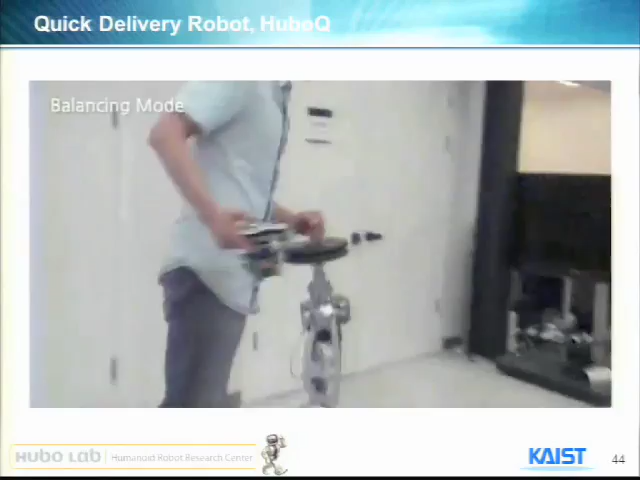 Quick Delivery Robot, HuboQ
Balancing Mode
HUBO LAB
Humanoid Robot Research Center
KAIST
44